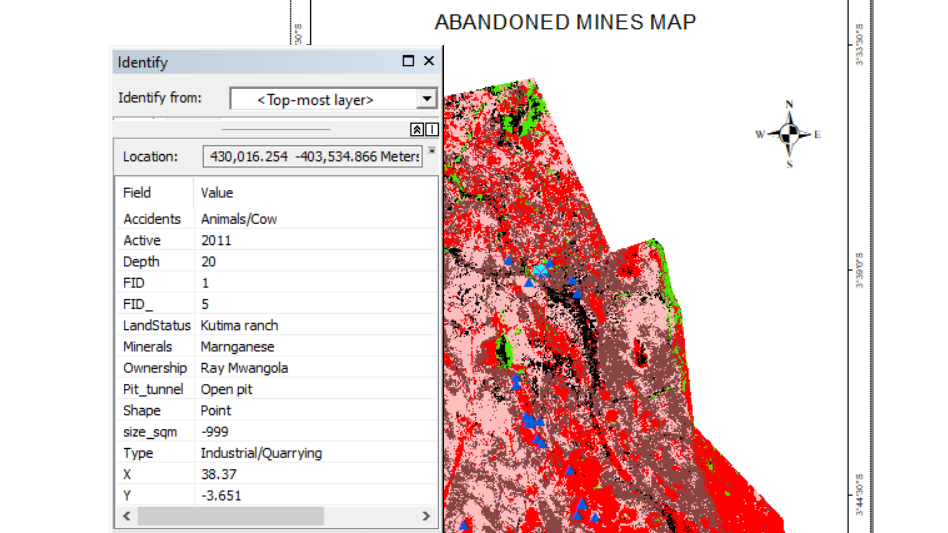 ABANDONED MINES MAP
Identify
Identify from: <Top-most layer>
Location: 430,016.254 -403,534.866 Meters
Field Value
Accidents Animals/Cow
Active 2011
Depth 20
FID 1
FID_ 5
LandStatus Kutima ranch
Minerals Marnganese
Ownership Ray Mwangola
Pit_tunnel Open pit
Shape Point
size_sqm -999
Type Industrial/Quarrying
X 38.37
Y -3.651
N
W E
S
30"S
3°33'30"S
3°39'0"S
3°44'30"S